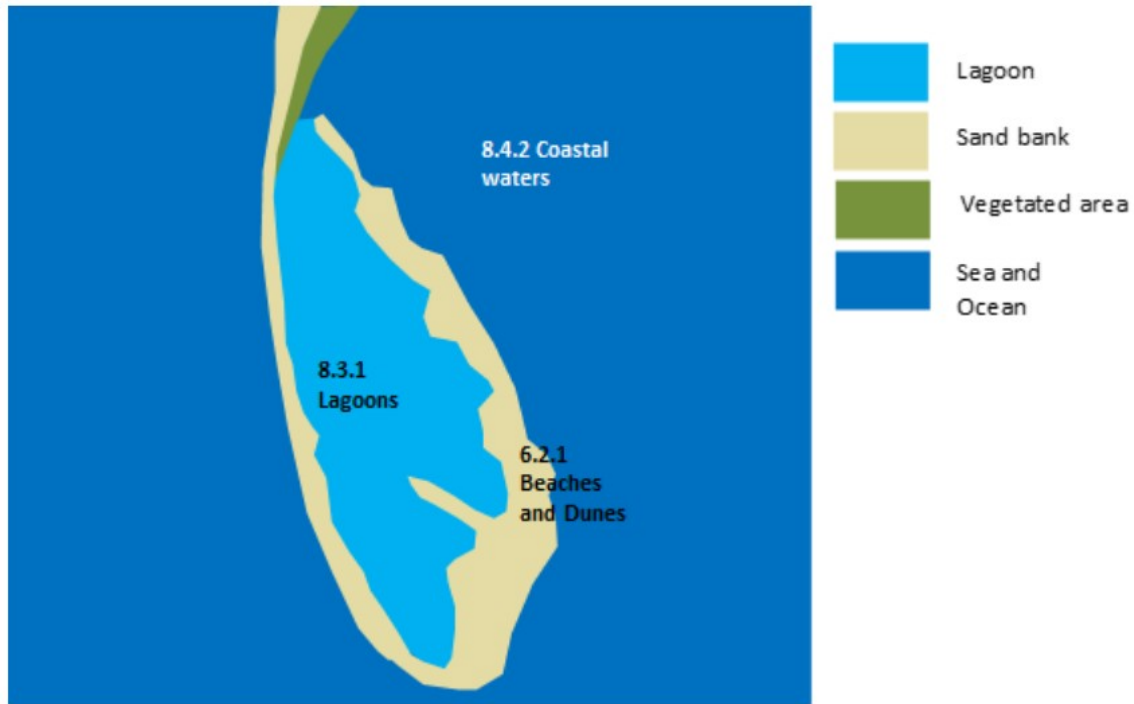 8.4.2 Coastal
waters
8.3.1
Lagoons
6.2.1
Beaches
and Dunes
Lagoon
Sand bank
Vegetated area
Sea and
Ocean